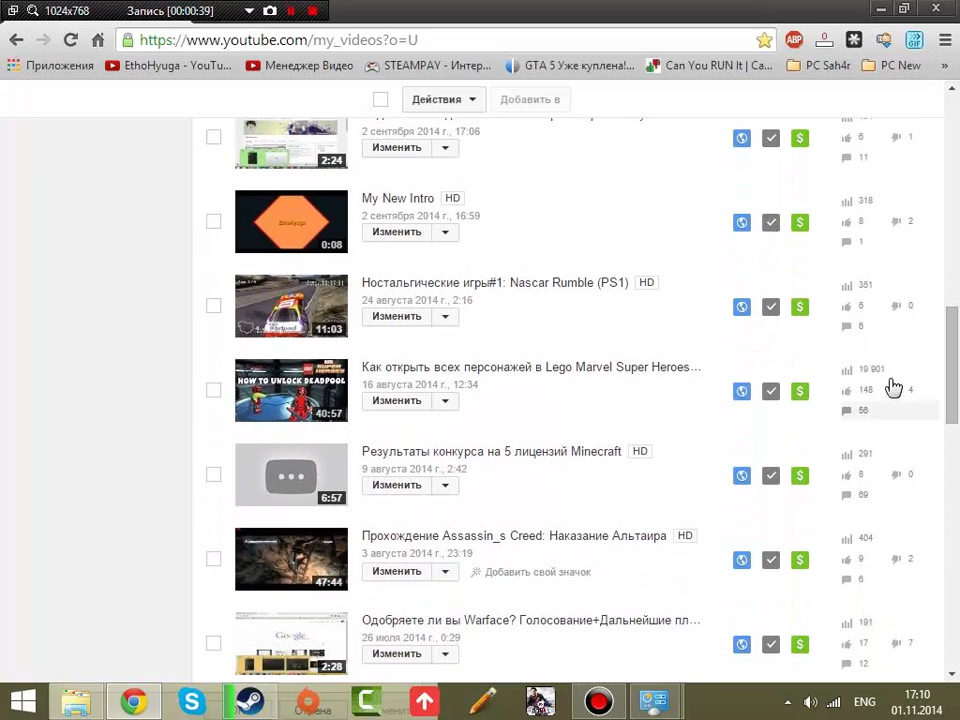 1024x768 Запись [00:00:39]
https://www.youtube.com/my_videos?o=U
ABP 0 GIF
Приложения EthoHyuga - YouTu... Менеджер Видео STEAMPAY - Интер... GTA 5 Уже куплена!... Can You RUN It | Ca... PC Sah4r PC New »
Действия Добавить в
2 сентября 2014 г., 17:06
Изменить
2:24
6 1
11
My New Intro HD
2 сентября 2014 г., 16:59
Изменить
0:08
318
8 2
1
Ностальгические игры#1: Nascar Rumble (PS1) HD
24 августа 2014 г., 2:16
Изменить
11:03
351
6 0
6
Как открыть всех персонажей в Lego Marvel Super Heroes...
16 августа 2014 г., 12:34
Изменить
HOW TO UNLOCK DEADPOOL
40:57
19 901
148 4
56
Результаты конкурса на 5 лицензий Minecraft HD
9 августа 2014 г., 2:42
Изменить
6:57
291
8 0
69
Прохождение Assassin_s Creed: Наказание Альтаира HD
3 августа 2014 г., 23:19
Изменить Добавить свой значок
47:44
404
9 2
6
Одобряете ли вы Warface? Голосование+Дальнейшие пл...
26 июля 2014 г., 0:29
Изменить
Google
2:28
191
17 7
12
ENG
17:10
01.11.2014